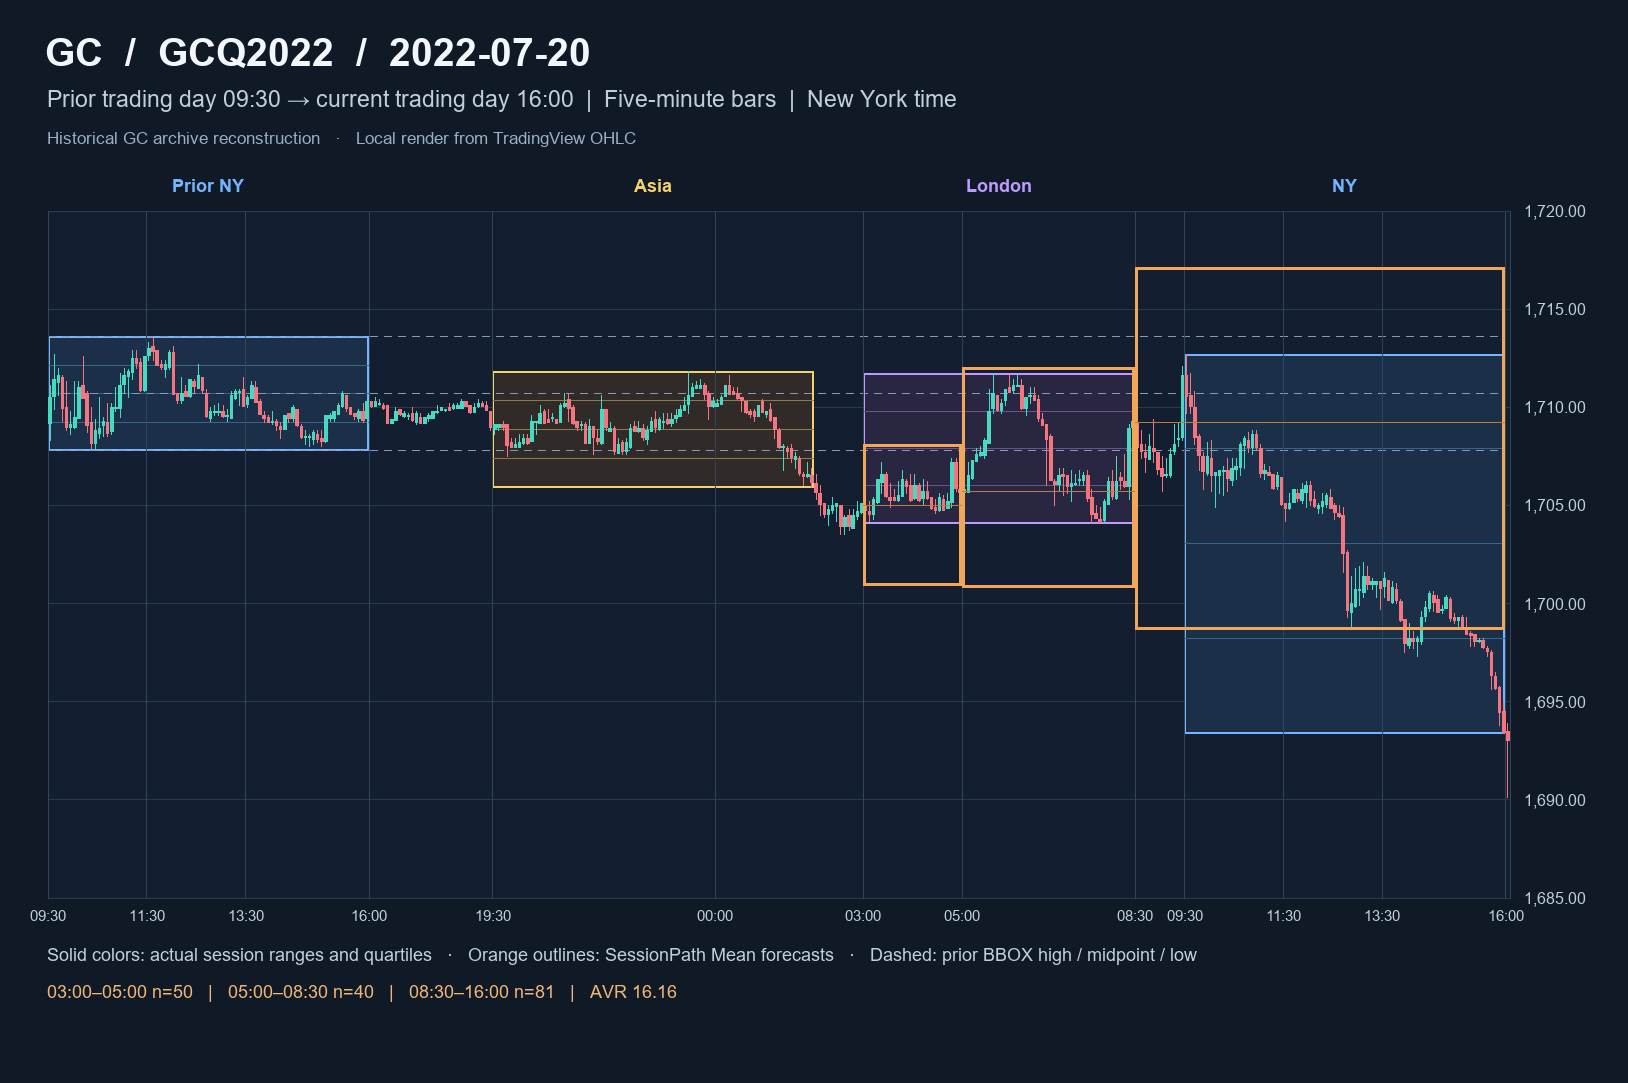 GC / GCQ2022 / 2022-07-20
Prior trading day 09:30 → current trading day 16:00 | Five-minute bars | New York time
Historical GC archive reconstruction · Local render from TradingView OHLC
Prior NY Asia London NY
1,720.00
1,715.00
1,710.00
1,705.00
1,700.00
1,695.00
1,690.00
1,685.00
09:30 11:30 13:30 16:00 19:30 00:00 03:00 05:00 08:30 09:30 11:30 13:30 16:00
Solid colors: actual session ranges and quartiles · Orange outlines: SessionPath Mean forecasts · Dashed: prior BBOX high / midpoint / low
03:00–05:00 n=50 | 05:00–08:30 n=40 | 08:30–16:00 n=81 | AVR 16.16